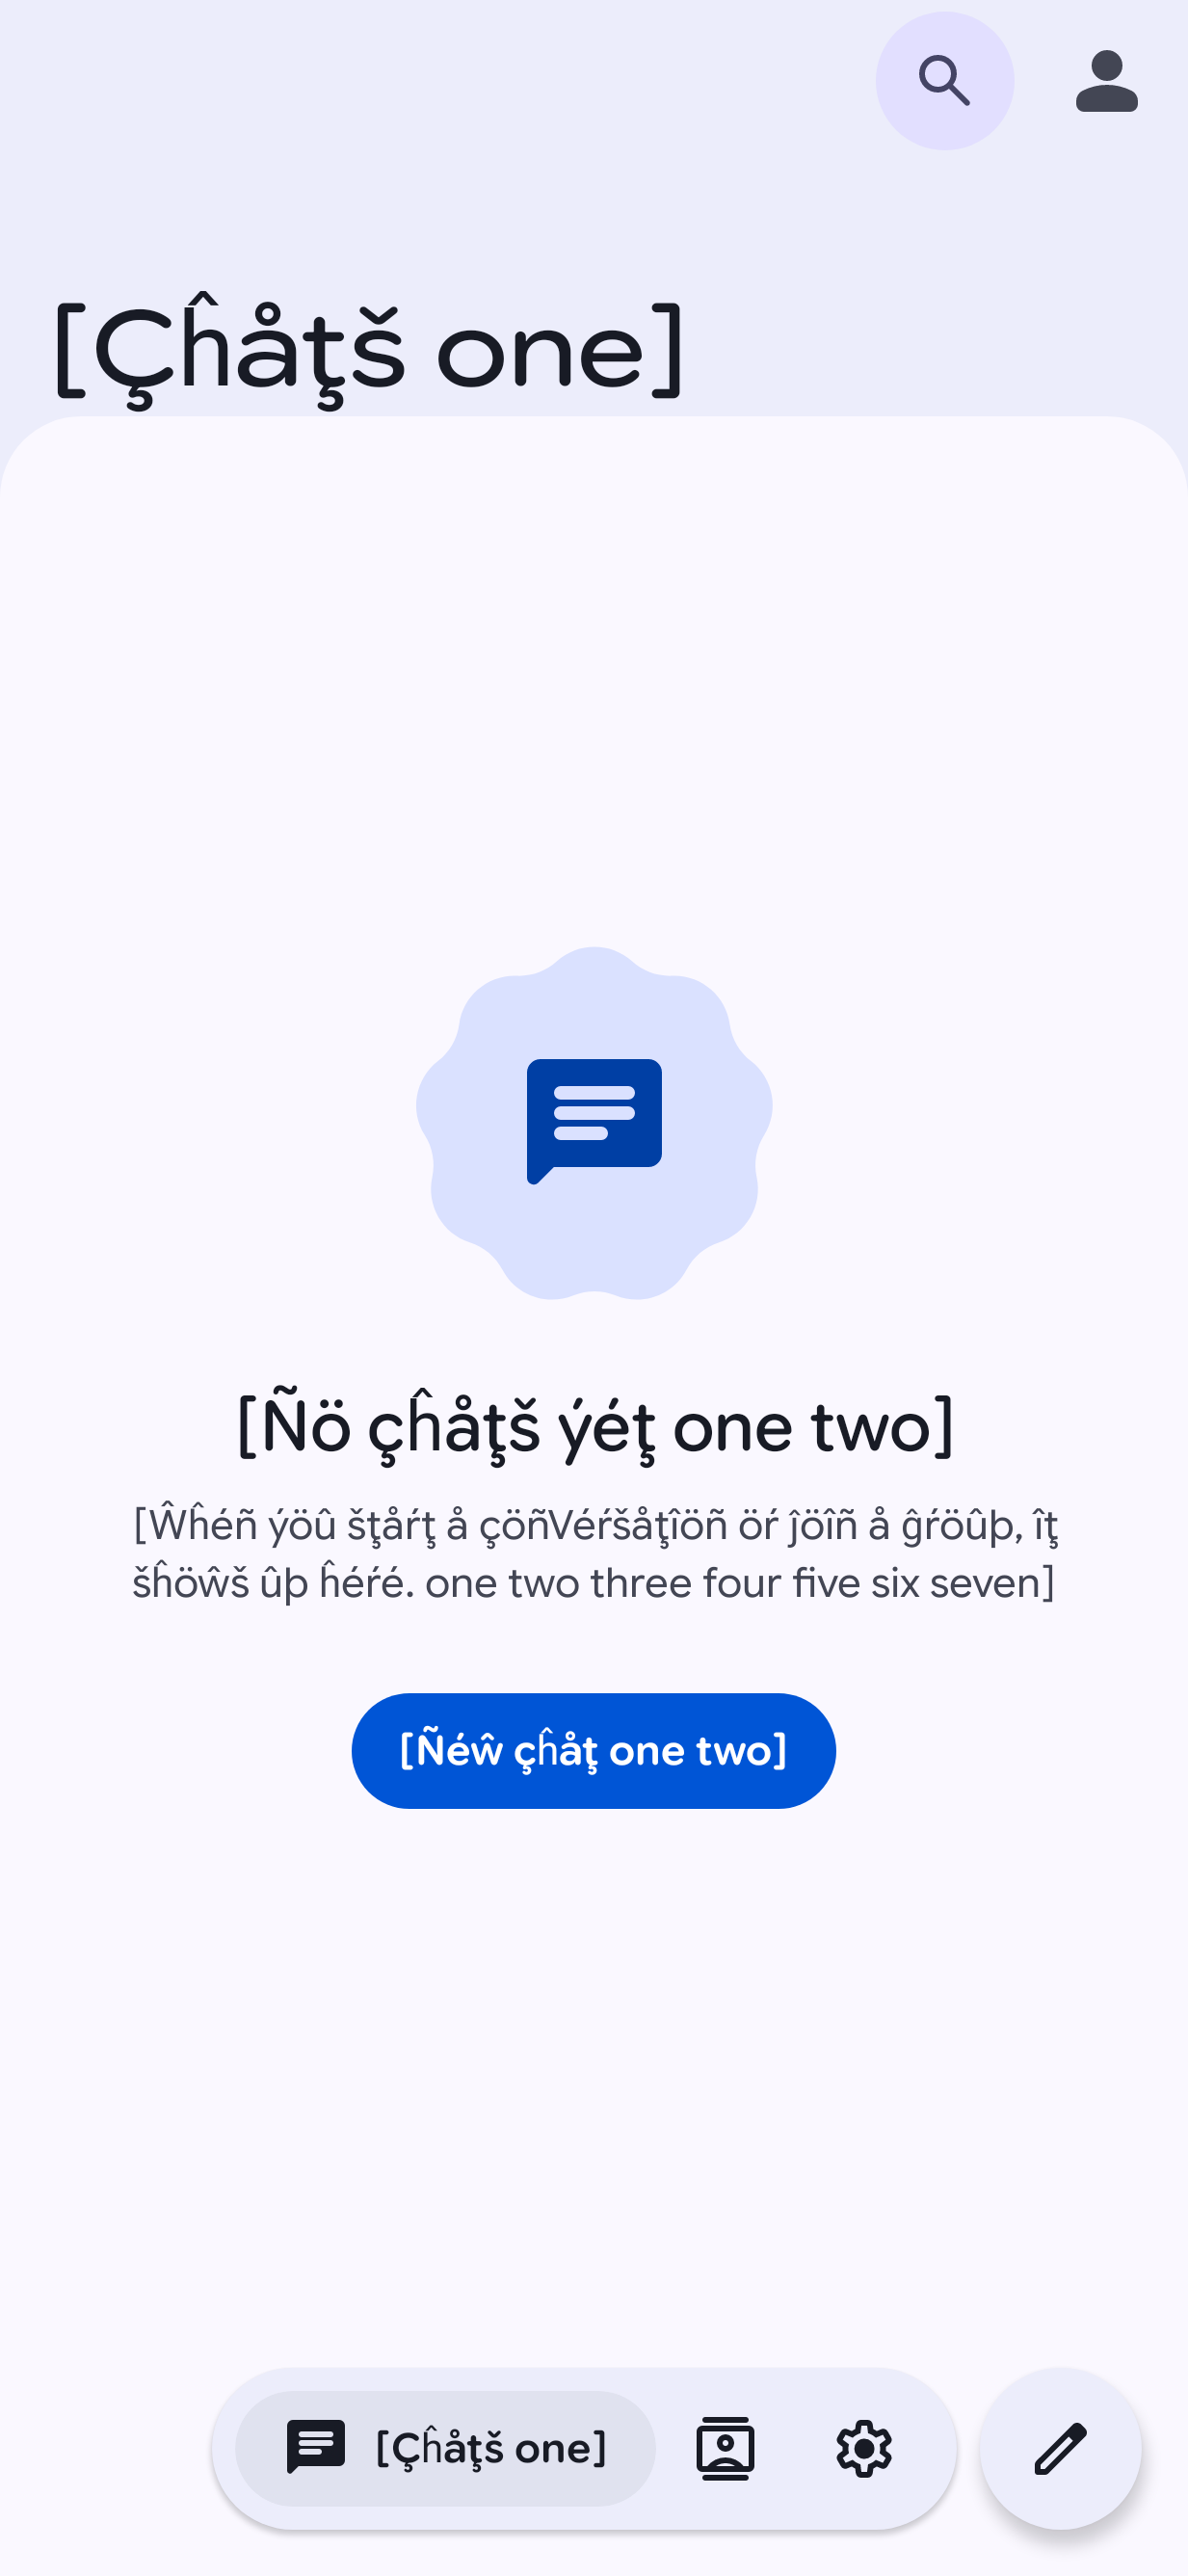 [Çĥåţš one]
[Ñö çĥåţš ýéţ one two]
[Ŵĥéñ ýöû šţåŕţ å çöñVéŕšåţîöñ öŕ ĵöîñ å ĝŕöûþ, îţ
šĥöŵš ûþ ĥéŕé. one two three four five six seven]
[Ñéŵ çĥåţ one two]
[Çĥåţš one]